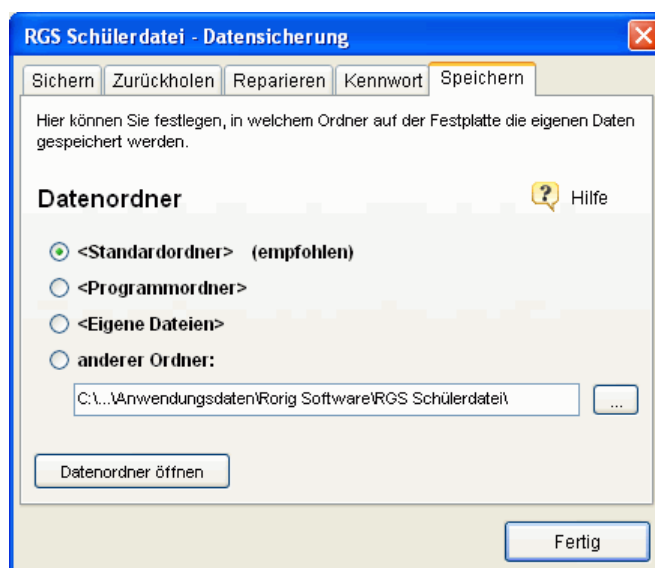 RGS Schülerdatei - Datensicherung
Sichern Zurückholen Reparieren Kennwort Speichern
Hier können Sie festlegen, in welchem Ordner auf der Festplatte die eigenen Daten
gespeichert werden.
Datenordner
? Hilfe
<Standardordner> (empfohlen)
<Programmordner>
<Eigene Dateien>
anderer Ordner:
C:\...\Anwendungsdaten\Rorig Software\RGS Schülerdatei\
...
Datenordner öffnen
Fertig